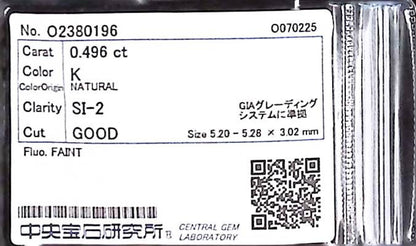 No. O2380196 O070225
Carat 0.496 ct
Color K
ColorOrigin NATURAL
Clarity SI-2 GIAグレーディング
システムに準拠
Cut GOOD Size 5.20 - 5.28 × 3.02 mm
Fluo. FAINT
中央宝石研究所® CENTRAL GEM
LABORATORY